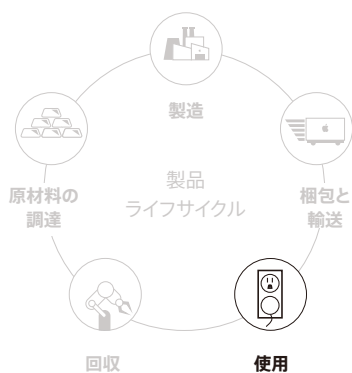 製造
原材料の
調達
製品
ライフサイクル
梱包と
輸送
回収
使用